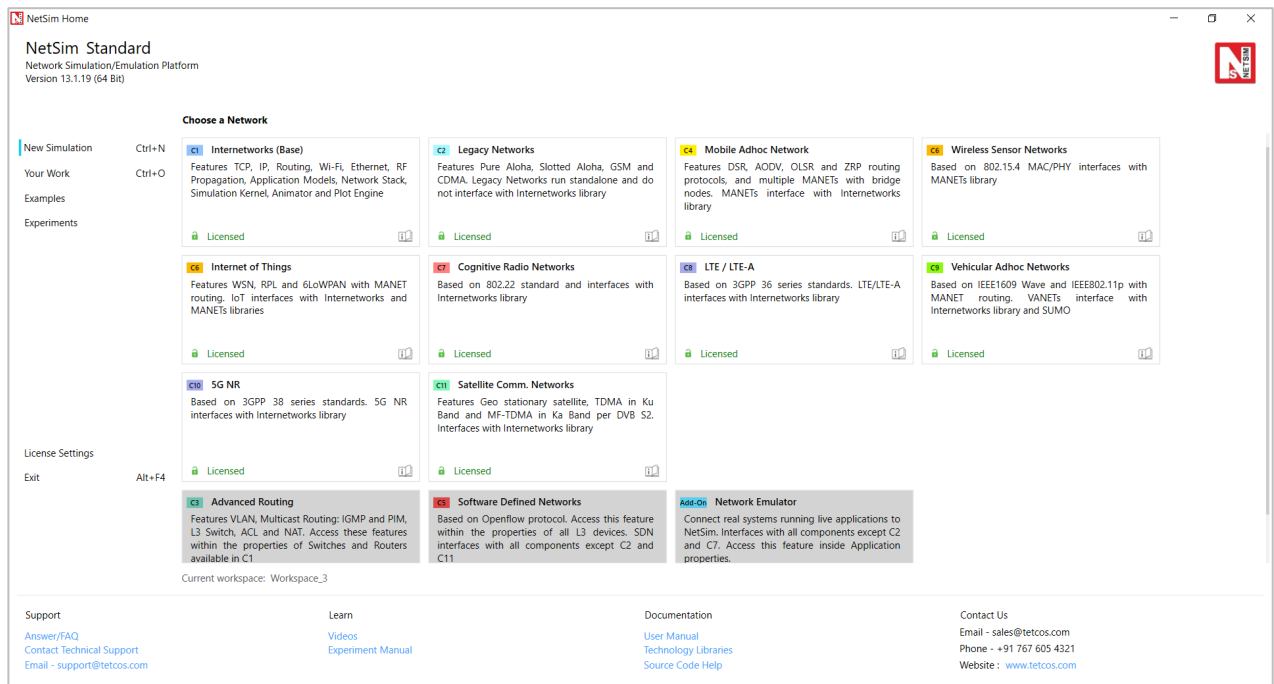 NetSim Home
NetSim Standard
Network Simulation/Emulation Platform
Version 13.1.19 (64 Bit)
NETSIM
Choose a Network
New Simulation Ctrl+N
Your Work Ctrl+O
Examples
Experiments
License Settings
Exit Alt+F4
C1 Internetworks (Base)
Features TCP, IP, Routing, Wi-Fi, Ethernet, RF
Propagation, Application Models, Network Stack,
Simulation Kernel, Animator and Plot Engine
Licensed
C2 Legacy Networks
Features Pure Aloha, Slotted Aloha, GSM and
CDMA. Legacy Networks run standalone and do
not interface with Internetworks library
Licensed
C4 Mobile Adhoc Network
Features DSR, AODV, OLSR and ZRP routing
protocols, and multiple MANETs with bridge
nodes. MANETs interface with Internetworks
library
Licensed
C6 Wireless Sensor Networks
Based on 802.15.4 MAC/PHY interfaces with
MANETs library
Licensed
C6 Internet of Things
Features WSN, RPL and 6LoWPAN with MANET
routing. IoT interfaces with Internetworks and
MANETs libraries
Licensed
C7 Cognitive Radio Networks
Based on 802.22 standard and interfaces with
Internetworks library
Licensed
C8 LTE / LTE-A
Based on 3GPP 36 series standards. LTE/LTE-A
interfaces with Internetworks library
Licensed
C9 Vehicular Adhoc Networks
Based on IEEE1609 Wave and IEEE802.11p with
MANET routing. VANETs interface with
Internetworks library and SUMO
Licensed
C10 5G NR
Based on 3GPP 38 series standards. 5G NR
interfaces with Internetworks library
Licensed
C11 Satellite Comm. Networks
Features Geo stationary satellite, TDMA in Ku
Band and MF-TDMA in Ka Band per DVB S2.
Interfaces with Internetworks library
Licensed
C3 Advanced Routing
Features VLAN, Multicast Routing: IGMP and PIM,
L3 Switch, ACL and NAT. Access these features
within the properties of Switches and Routers
available in C1
C5 Software Defined Networks
Based on Openflow protocol. Access this feature
within the properties of all L3 devices. SDN
interfaces with all components except C2 and
C11
Add-On Network Emulator
Connect real systems running live applications to
NetSim. Interfaces with all components except C2
and C7. Access this feature inside Application
properties.
Current workspace: Workspace_3
Support
Answer/FAQ
Contact Technical Support
Email - support@tetcos.com
Learn
Videos
Experiment Manual
Documentation
User Manual
Technology Libraries
Source Code Help
Contact Us
Email - sales@tetcos.com
Phone - +91 767 605 4321
Website : www.tetcos.com